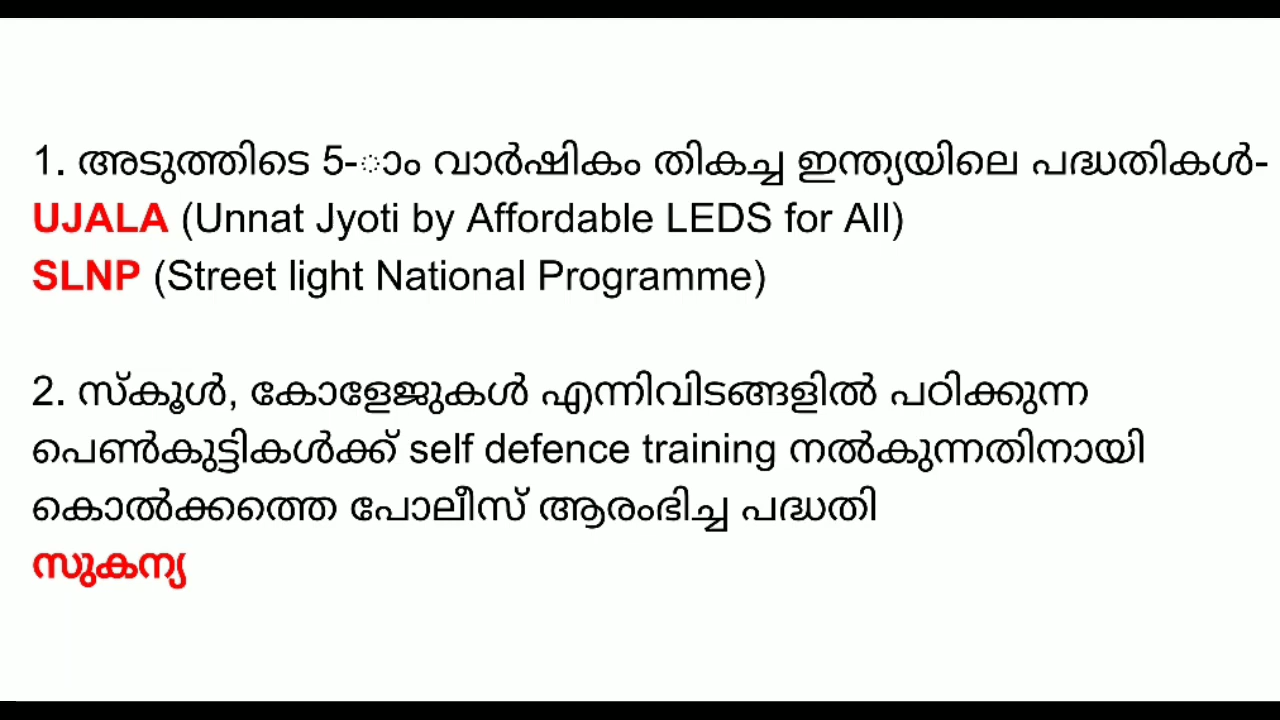 1. അടുത്തിടെ 5-ാം വാർഷികം തികച്ച ഇന്ത്യയിലെ പദ്ധതികൾ-
UJALA (Unnat Jyoti by Affordable LEDS for All)
SLNP (Street light National Programme)
2. സ്കൂൾ, കോളേജുകൾ എന്നിവിടങ്ങളിൽ പഠിക്കുന്ന
പെൺകുട്ടികൾക്ക് self defence training നൽകുന്നതിനായി
കൊൽക്കത്തെ പോലീസ് ആരംഭിച്ച പദ്ധതി
സുകന്യ